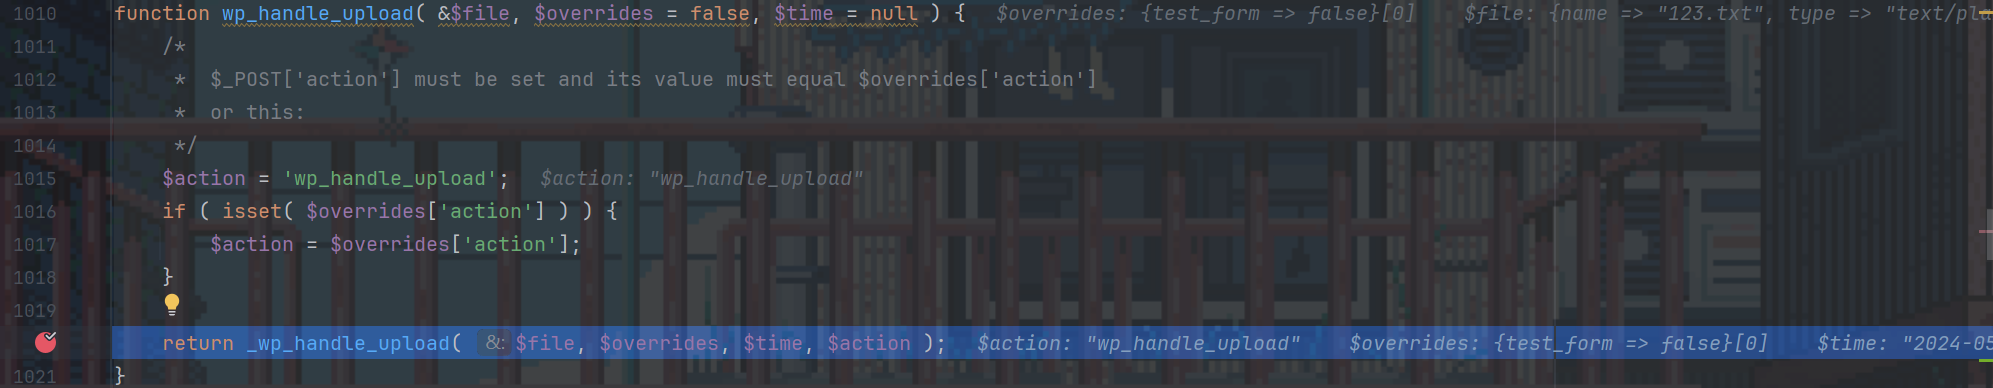 1010 function wp_handle_upload( &$file, $overrides = false, $time = null ) { $overrides: {test_form => false}[0] $file: {name => "123.txt", type => "text/pla
1011 /*
1012 * $_POST['action'] must be set and its value must equal $overrides['action']
1013 * or this:
1014 */
1015 $action = 'wp_handle_upload'; $action: "wp_handle_upload"
1016 if ( isset( $overrides['action'] ) ) {
1017 $action = $overrides['action'];
1018 }
1019
return _wp_handle_upload( &: $file, $overrides, $time, $action ); $action: "wp_handle_upload" $overrides: {test_form => false}[0] $time: "2024-05
1021 }